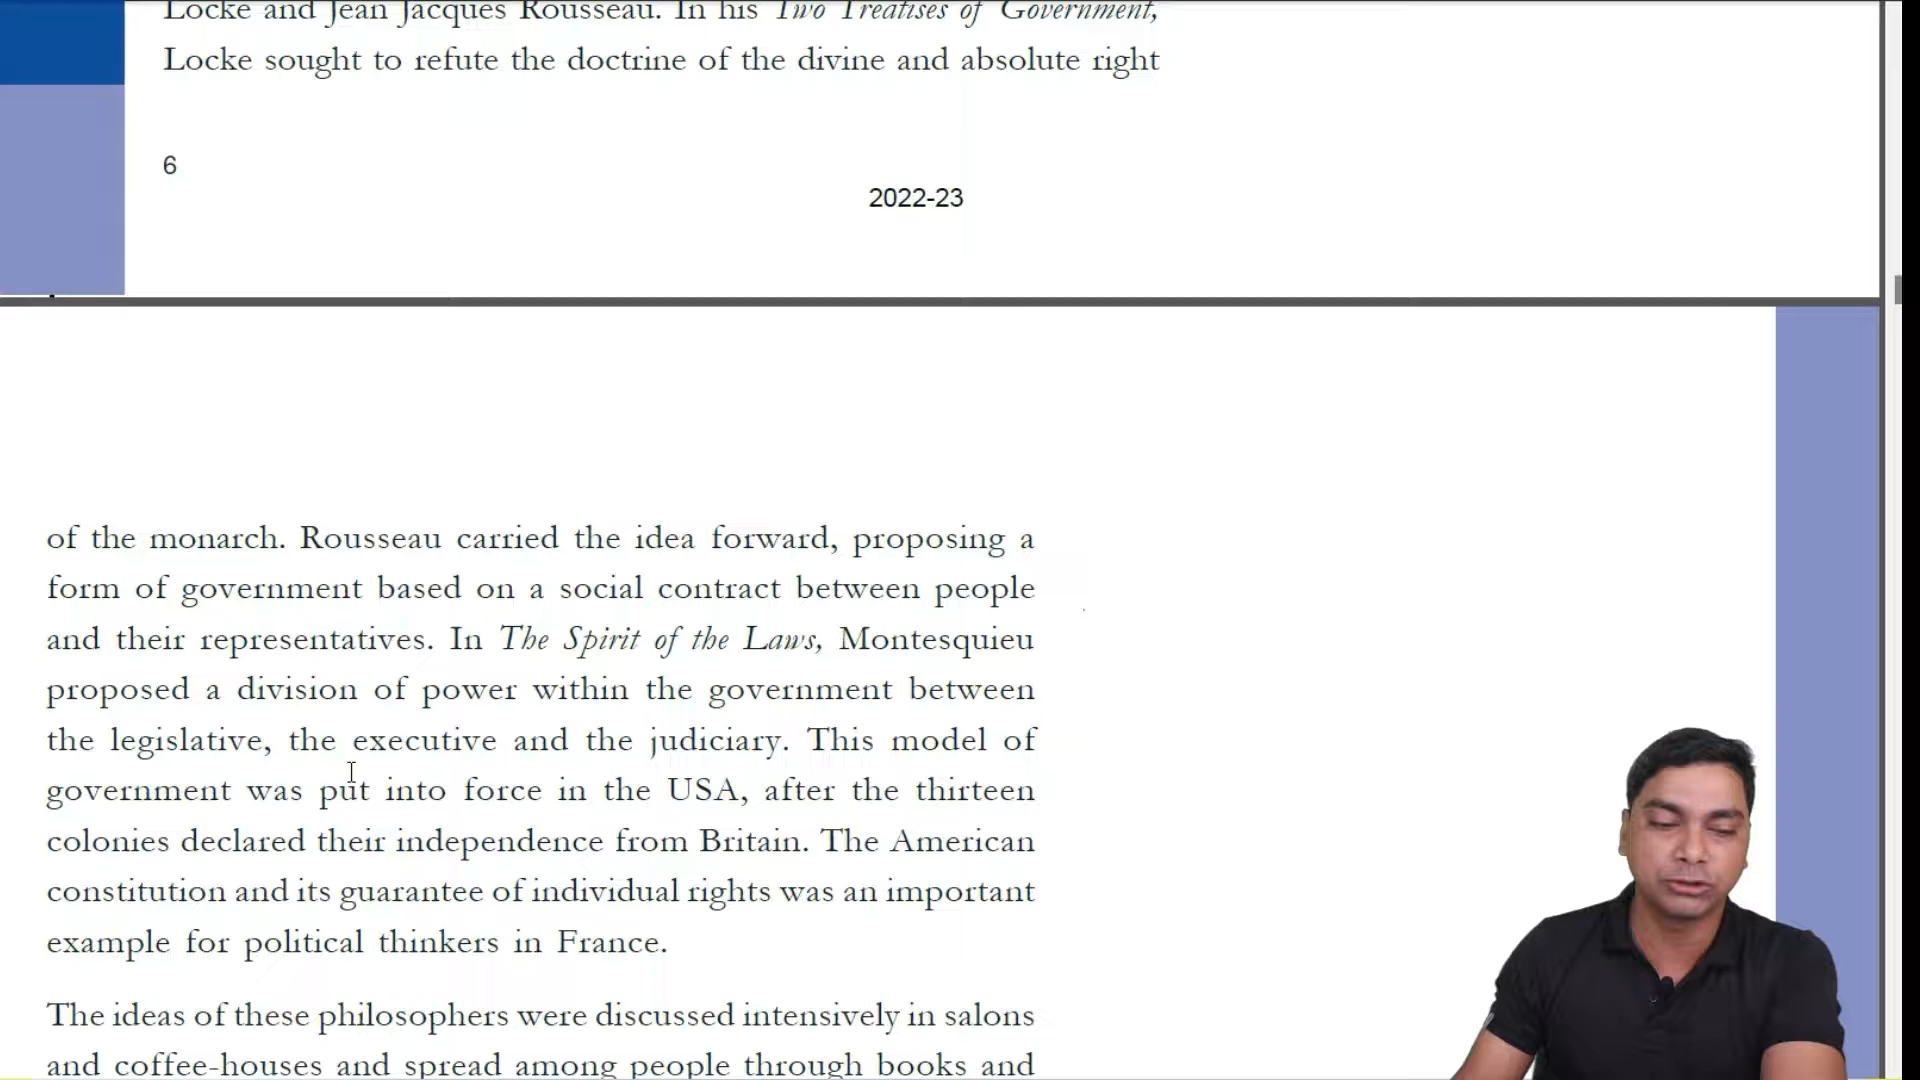 Locke and Jean Jacques Rousseau. In his Two Treatises of Government,
Locke sought to refute the doctrine of the divine and absolute right
6
2022-23
of the monarch. Rousseau carried the idea forward, proposing a
form of government based on a social contract between people
and their representatives. In The Spirit of the Laws, Montesquieu
proposed a division of power within the government between
the legislative, the executive and the judiciary. This model of
government was put into force in the USA, after the thirteen
colonies declared their independence from Britain. The American
constitution and its guarantee of individual rights was an important
example for political thinkers in France.
The ideas of these philosophers were discussed intensively in salons
and coffee-houses and spread among people through books and